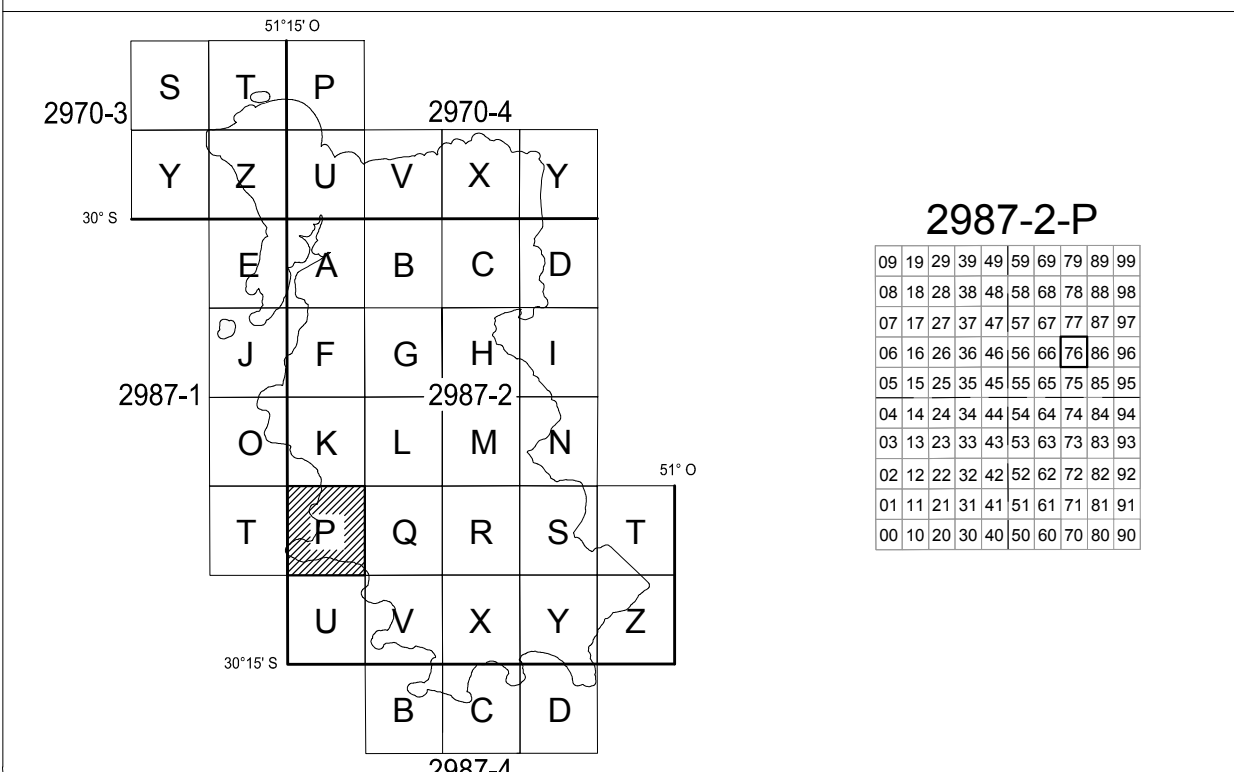 51°15' O
S T P
2970-3
2970-4
Y Z U V X Y
30° S
E A B C D
J F G H I
2987-1
2987-2
O K L M N
51° O
T P Q R S T
U V X Y Z
30°15' S
B C D
2987-4
2987-2-P
09 19 29 39 49 59 69 79 89 99
08 18 28 38 48 58 68 78 88 98
07 17 27 37 47 57 67 77 87 97
06 16 26 36 46 56 66 76 86 96
05 15 25 35 45 55 65 75 85 95
04 14 24 34 44 54 64 74 84 94
03 13 23 33 43 53 63 73 83 93
02 12 22 32 42 52 62 72 82 92
01 11 21 31 41 51 61 71 81 91
00 10 20 30 40 50 60 70 80 90